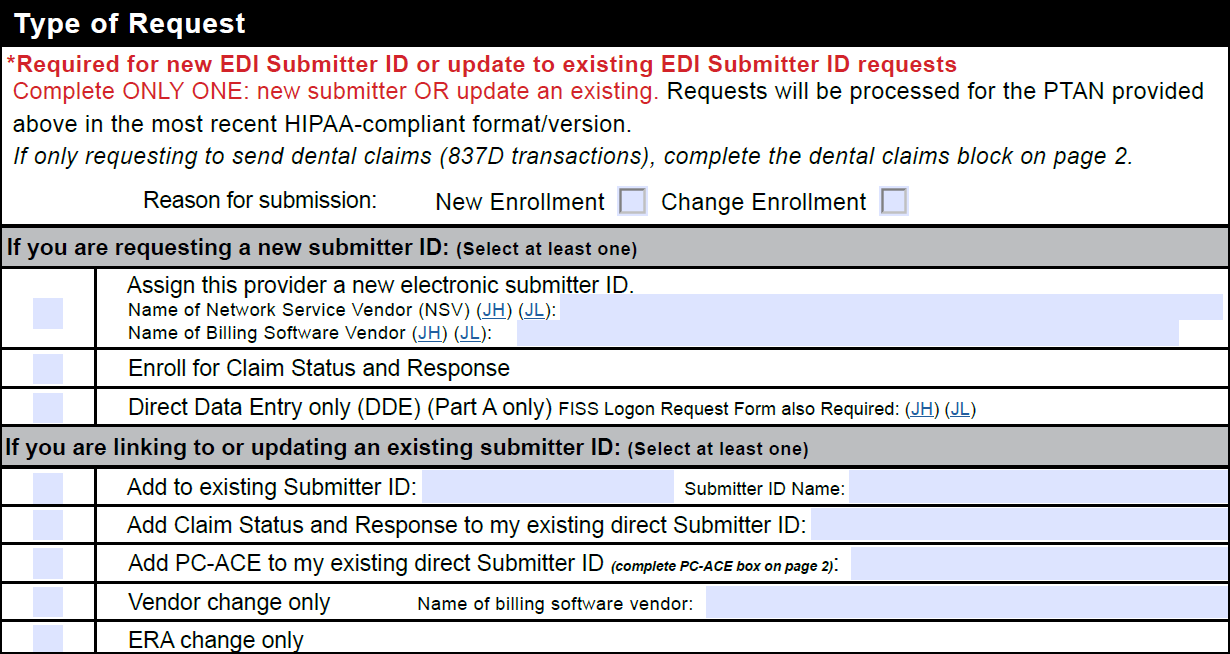 Type of Request
*Required for new EDI Submitter ID or update to existing EDI Submitter ID requests
Complete ONLY ONE: new submitter OR update an existing. Requests will be processed for the PTAN provided
above in the most recent HIPAA-compliant format/version.
If only requesting to send dental claims (837D transactions), complete the dental claims block on page 2.
Reason for submission: New Enrollment Change Enrollment
If you are requesting a new submitter ID: (Select at least one)
Assign this provider a new electronic submitter ID.
Name of Network Service Vendor (NSV) (JH) (JL):
Name of Billing Software Vendor (JH) (JL):
Enroll for Claim Status and Response
Direct Data Entry only (DDE) (Part A only) FISS Logon Request Form also Required: (JH) (JL)
If you are linking to or updating an existing submitter ID: (Select at least one)
Add to existing Submitter ID: Submitter ID Name:
Add Claim Status and Response to my existing direct Submitter ID:
Add PC-ACE to my existing direct Submitter ID (complete PC-ACE box on page 2):
Vendor change only Name of billing software vendor:
ERA change only